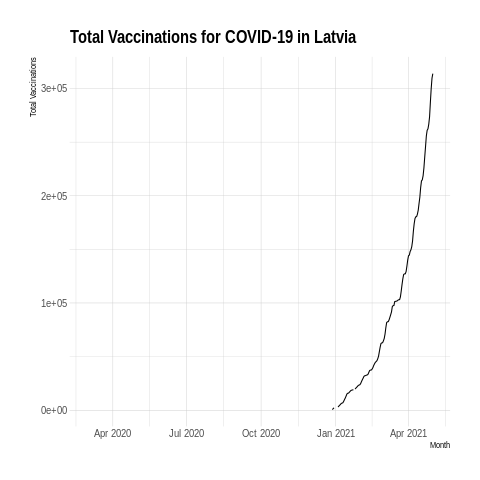 Total Vaccinations for COVID-19 in Latvia
Total Vaccinations
3e+05
2e+05
1e+05
0e+00
Apr 2020 Jul 2020 Oct 2020 Jan 2021 Apr 2021
Month